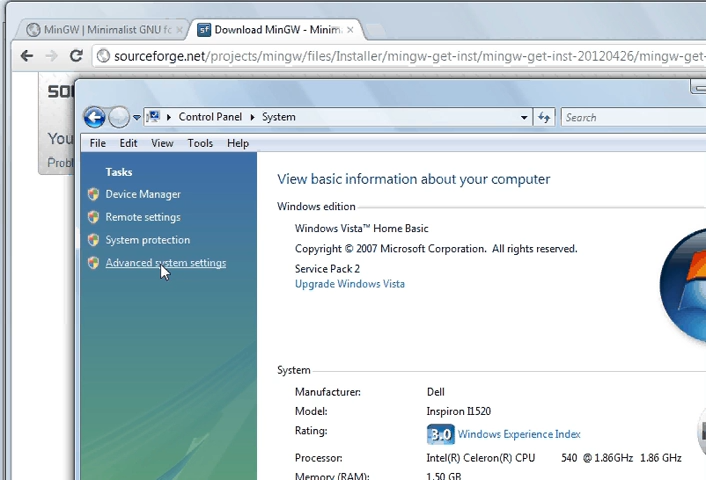 MinGW | Minimalist GNU fo
Download MinGW - Minim
sourceforge.net/projects/mingw/files/Installer/mingw-get-inst/mingw-get-inst-20120426/mingw-get-
You
Probl
Control Panel
System
Search
File Edit View Tools Help
Tasks
Device Manager
Remote settings
System protection
Advanced system settings
View basic information about your computer
Windows edition
Windows Vista™ Home Basic
Copyright © 2007 Microsoft Corporation. All rights reserved.
Service Pack 2
Upgrade Windows Vista
System
Manufacturer: Dell
Model: Inspiron I1520
Rating: 3.0 Windows Experience Index
Processor: Intel(R) Celeron(R) CPU 540 @ 1.86GHz 1.86 GHz
Memory (RAM): 1.50 GB